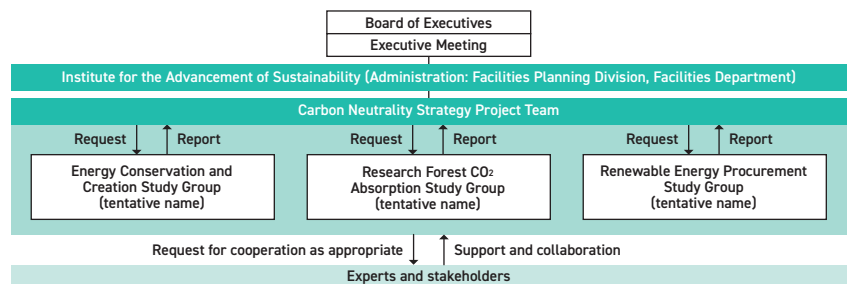 Board of Executives
Executive Meeting
Institute for the Advancement of Sustainability (Administration: Facilities Planning Division, Facilities Department)
Carbon Neutrality Strategy Project Team
Request Report Request Report Request Report
Energy Conservation and
Creation Study Group
(tentative name)
Research Forest CO₂
Absorption Study Group
(tentative name)
Renewable Energy Procurement
Study Group
(tentative name)
Request for cooperation as appropriate Support and collaboration
Experts and stakeholders